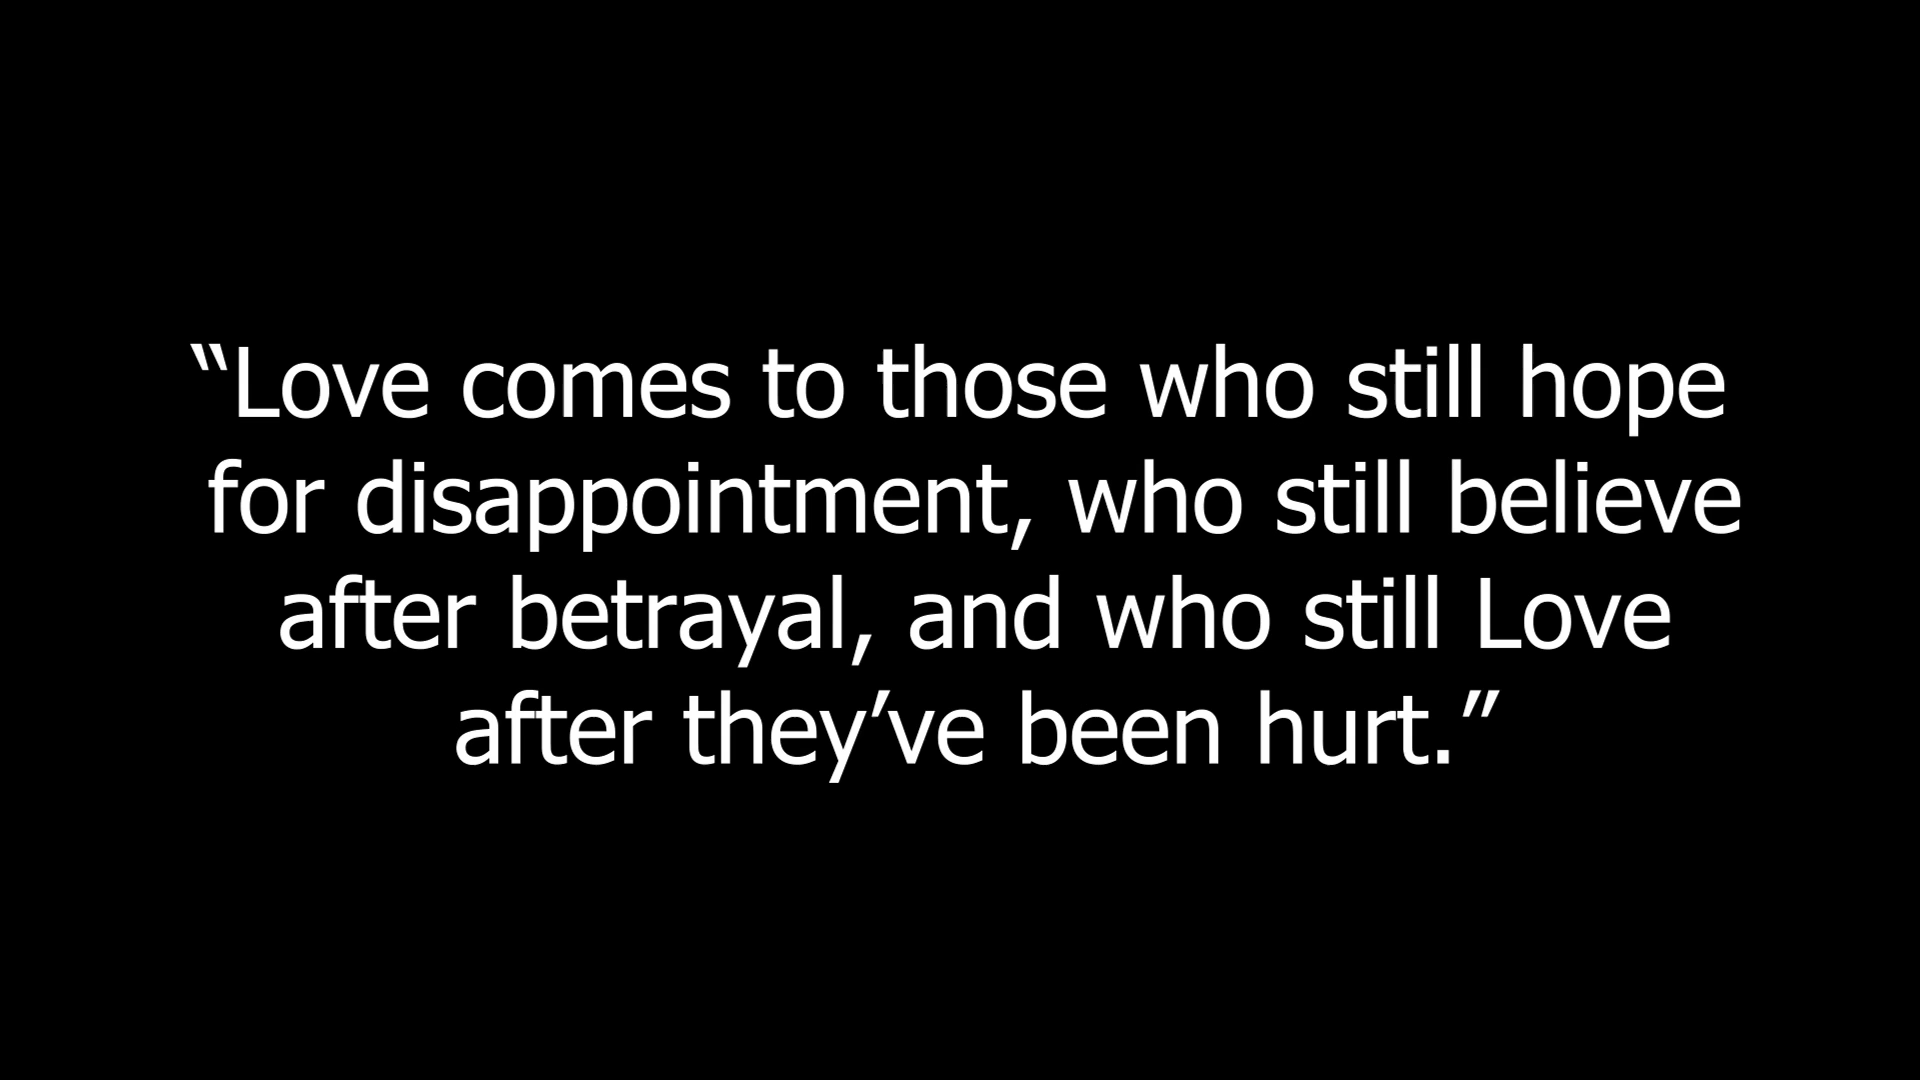 “Love comes to those who still hope
for disappointment, who still believe
after betrayal, and who still Love
after they’ve been hurt.”